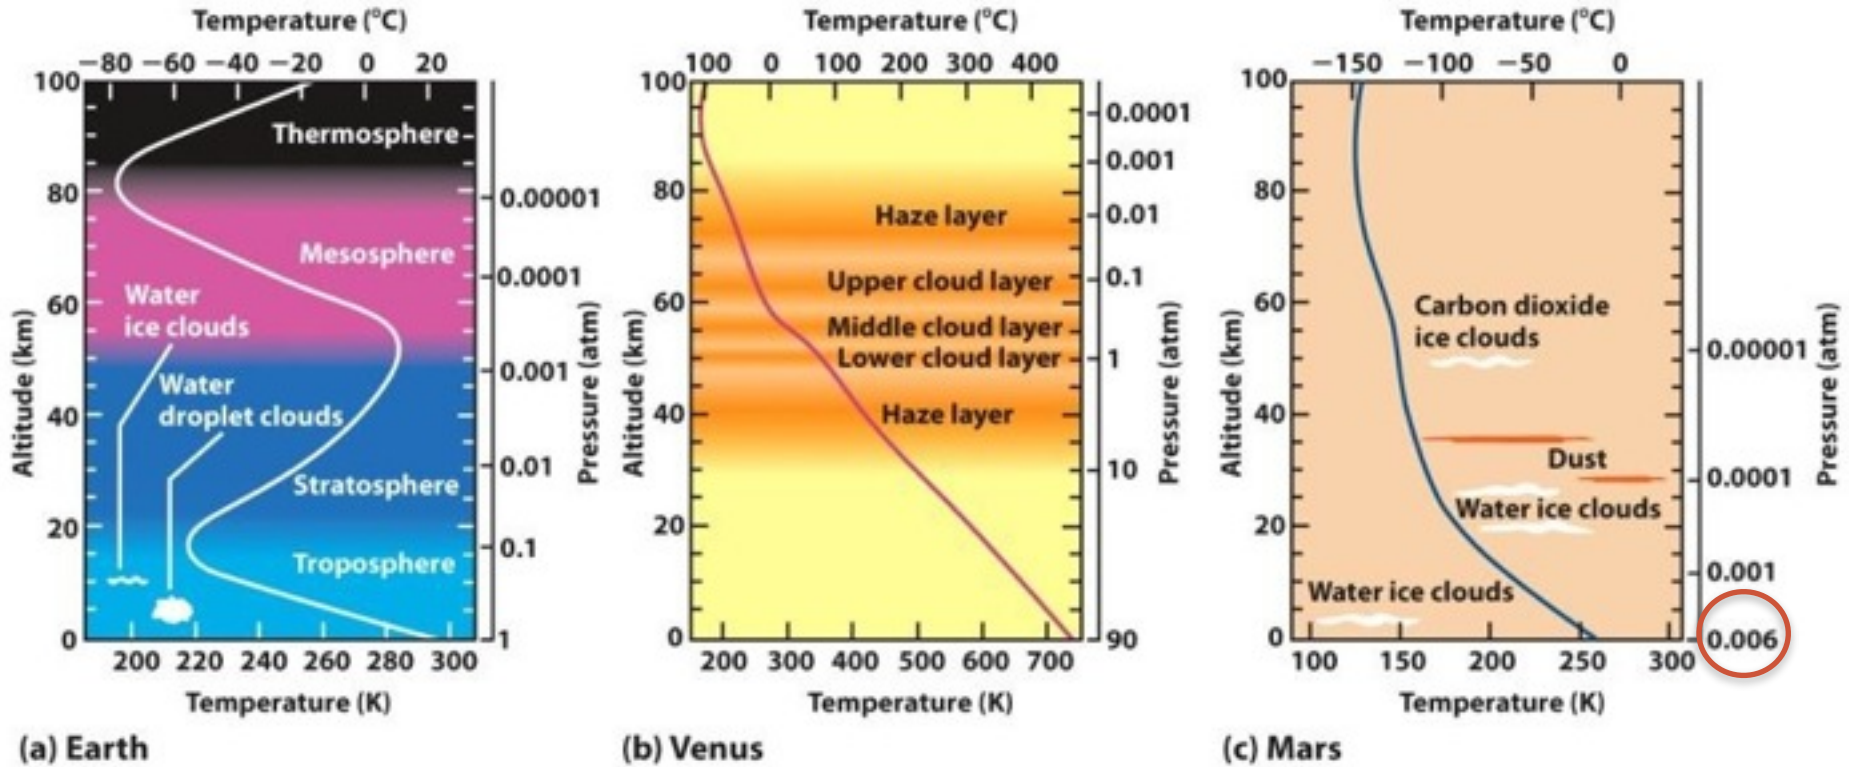 Temperature (°C)
−80 −60 −40 −20 0 20
100
80
60
40
20
0
Altitude (km)
Thermosphere
Mesosphere
Water
ice clouds
Water
droplet clouds
Stratosphere
Troposphere
0.00001
0.0001
0.001
0.01
0.1
1
Pressure (atm)
200 220 240 260 280 300
Temperature (K)
(a) Earth
Temperature (°C)
100 0 100 200 300 400
100
80
60
40
20
0
Altitude (km)
Haze layer
Upper cloud layer
Middle cloud layer
Lower cloud layer
Haze layer
0.0001
0.001
0.01
0.1
1
10
90
Pressure (atm)
200 300 400 500 600 700
Temperature (K)
(b) Venus
Temperature (°C)
−150 −100 −50 0
100
80
60
40
20
0
Altitude (km)
Carbon dioxide
ice clouds
Dust
Water ice clouds
Water ice clouds
0.00001
0.0001
0.001
0.006
Pressure (atm)
100 150 200 250 300
Temperature (K)
(c) Mars